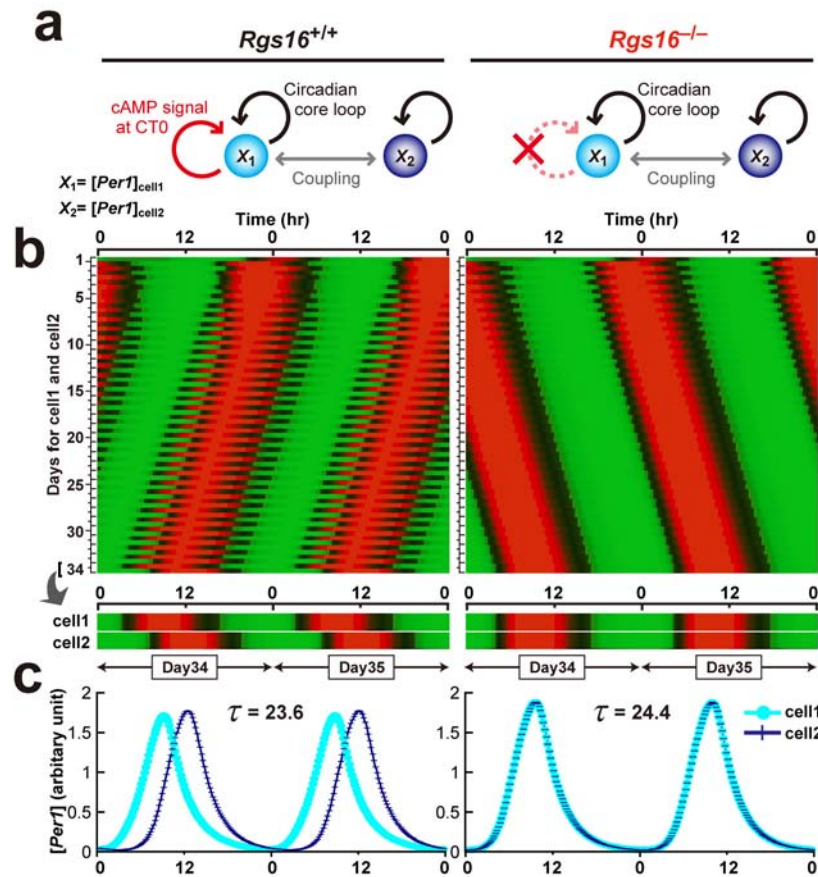 a
Rgs16+/+
Rgs16–/–
cAMP signal
at CT0
Circadian
core loop
X1
X2
Coupling
X1= [Per1]cell1
X2= [Per1]cell2
Circadian
core loop
X1
X2
Coupling
Time (hr)
Time (hr)
0 12 0 12 0
0 12 0 12 0
b
Days for cell1 and cell2
1
5
10
15
20
25
30
[34
0 12 0 12 0
0 12 0 12 0
cell1
cell2
Day34
Day35
Day34
Day35
c
[Per1] (arbitary unit)
2
1.5
1
0.5
0
τ = 23.6
τ = 24.4
cell1
cell2
0 12 0 12 0
0 12 0 12 0